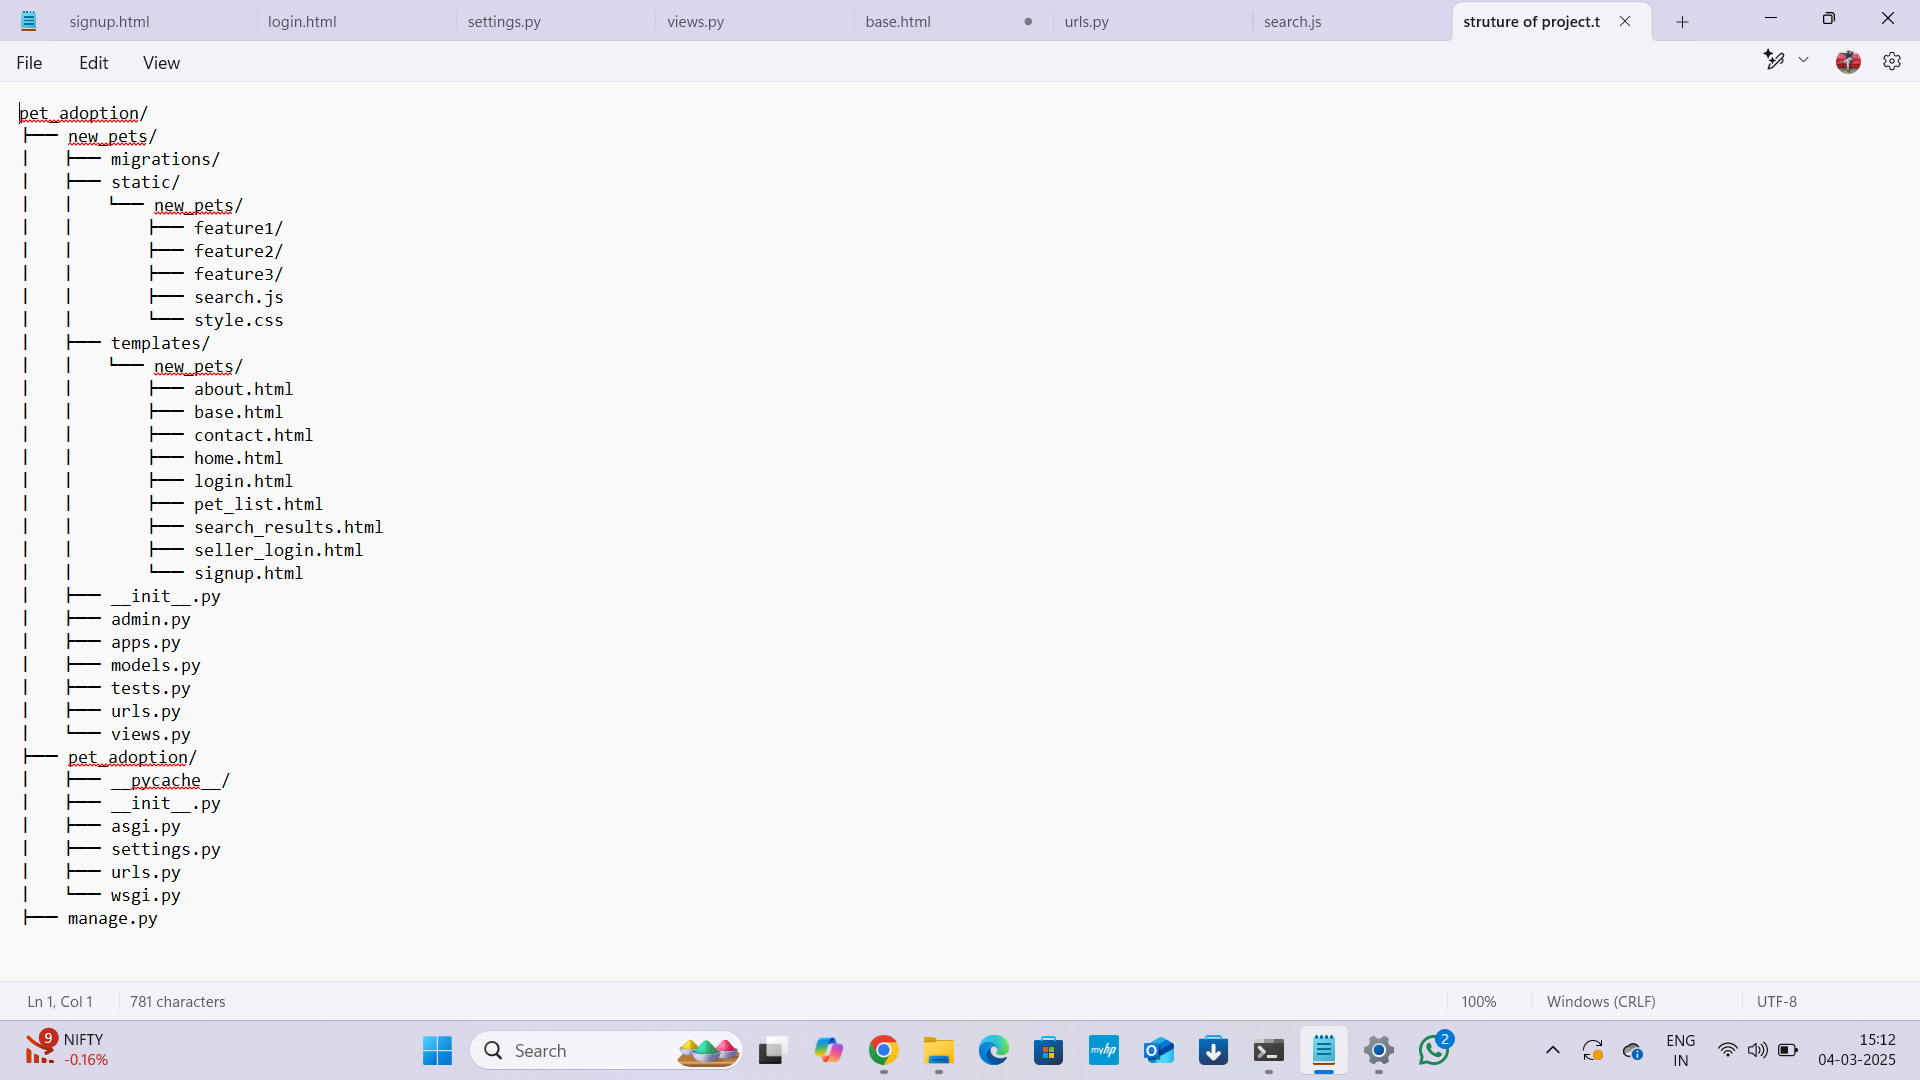 signup.html login.html settings.py views.py base.html urls.py search.js struture of project.t
File Edit View
pet_adoption/
├── new_pets/
│   ├── migrations/
│   ├── static/
│   │   └── new_pets/
│   │       ├── feature1/
│   │       ├── feature2/
│   │       ├── feature3/
│   │       ├── search.js
│   │       └── style.css
│   ├── templates/
│   │   └── new_pets/
│   │       ├── about.html
│   │       ├── base.html
│   │       ├── contact.html
│   │       ├── home.html
│   │       ├── login.html
│   │       ├── pet_list.html
│   │       ├── search_results.html
│   │       ├── seller_login.html
│   │       └── signup.html
│   ├── __init__.py
│   ├── admin.py
│   ├── apps.py
│   ├── models.py
│   ├── tests.py
│   ├── urls.py
│   └── views.py
├── pet_adoption/
│   ├── __pycache__/
│   ├── __init__.py
│   ├── asgi.py
│   ├── settings.py
│   ├── urls.py
│   └── wsgi.py
├── manage.py
Ln 1, Col 1 781 characters 100% Windows (CRLF) UTF-8
9 NIFTY
-0.16%
Search
myhp
2
ENG
IN
15:12
04-03-2025